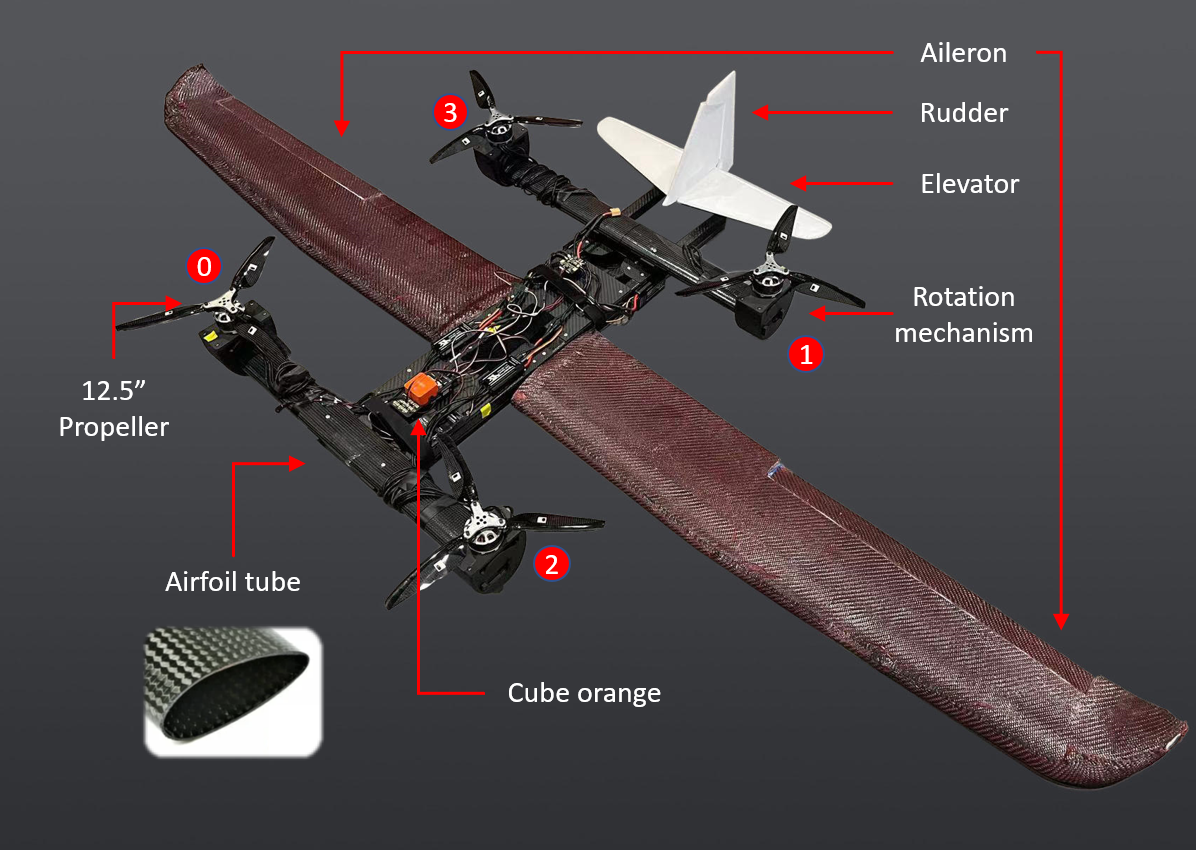 Aileron
Rudder
3
Elevator
0
Rotation
mechanism
1
12.5”
Propeller
2
Airfoil tube
Cube orange